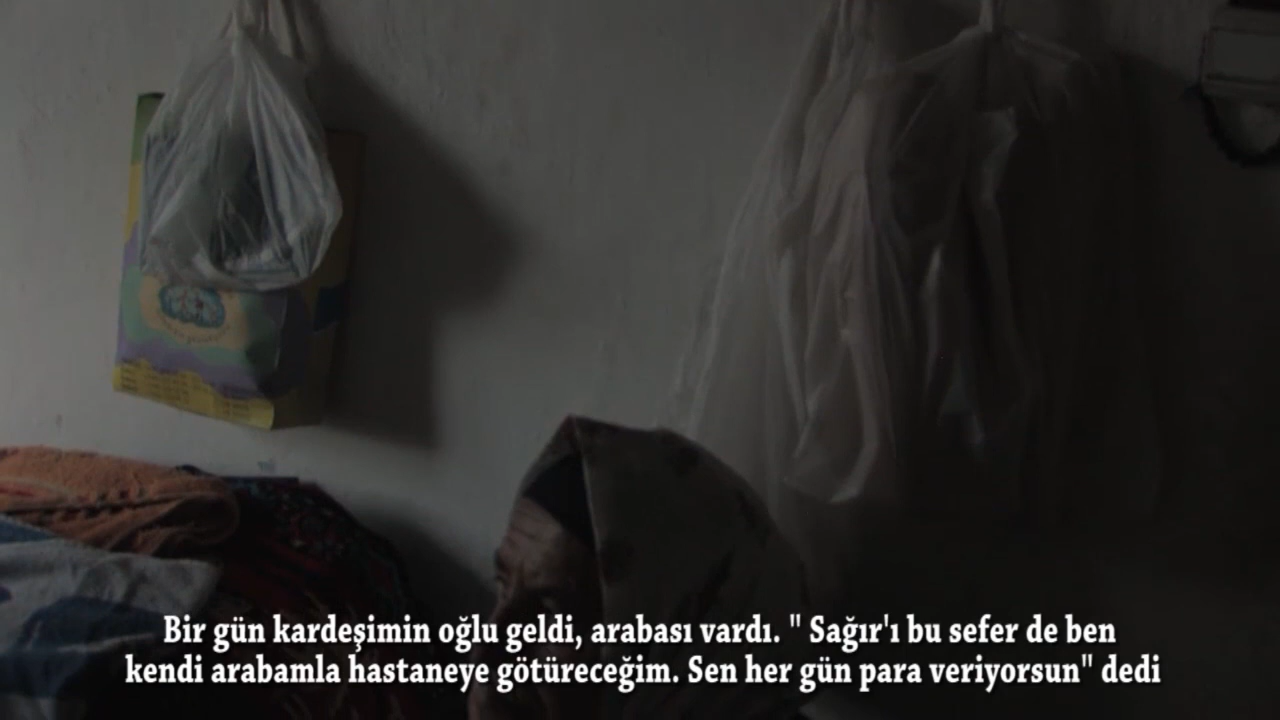 Bir gün kardeşimin oğlu geldi, arabası vardı. " Sağır'ı bu sefer de ben
kendi arabamla hastaneye götüreceğim. Sen her gün para veriyorsun" dedi